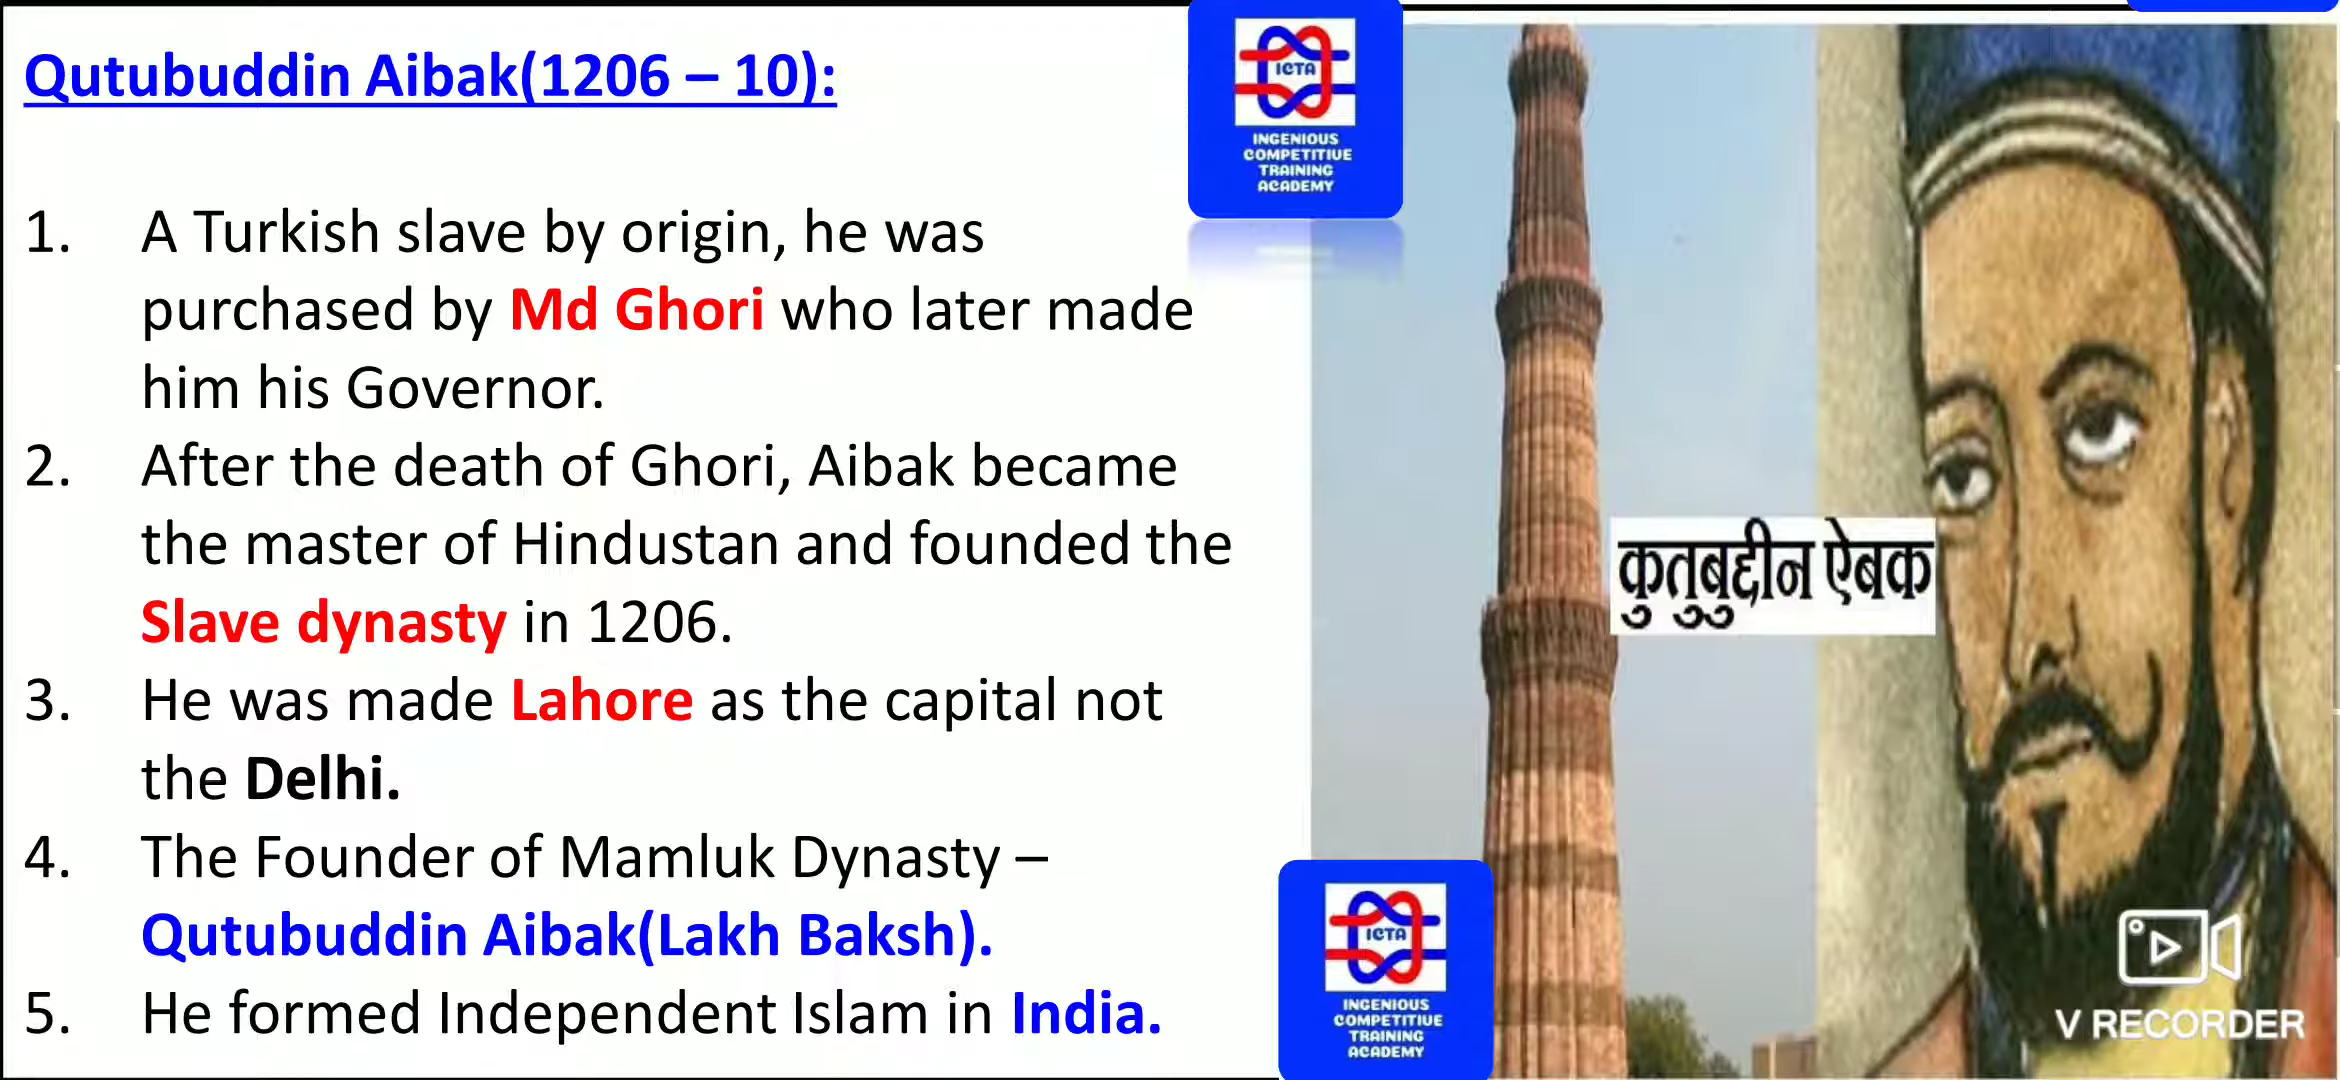 Qutubuddin Aibak(1206 – 10):
1. A Turkish slave by origin, he was
purchased by Md Ghori who later made
him his Governor.
2. After the death of Ghori, Aibak became
the master of Hindustan and founded the
Slave dynasty in 1206.
3. He was made Lahore as the capital not
the Delhi.
4. The Founder of Mamluk Dynasty –
Qutubuddin Aibak(Lakh Baksh).
5. He formed Independent Islam in India.
ICTA
INGENIOUS
COMPETITIUE
TRAINING
ACADEMY
कुतुबुद्दीन ऐबक
ICTA
INGENIOUS
COMPETITIUE
TRAINING
ACADEMY
V RECORDER